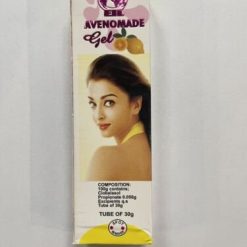 AVENOMADE
Gel
COMPOSITION:
100g contains;
Clobetasol
Propionate 0.050g
Excipients q.s
Tube of 30g
TUBE OF 30g